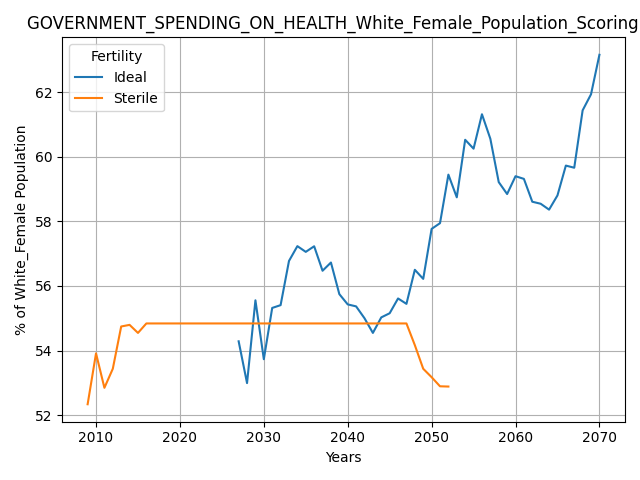 GOVERNMENT_SPENDING_ON_HEALTH_White_Female_Population_Scoring
Fertility
Ideal
Sterile
% of White_Female Population
62
60
58
56
54
52
2010
2020
2030
2040
2050
2060
2070
Years